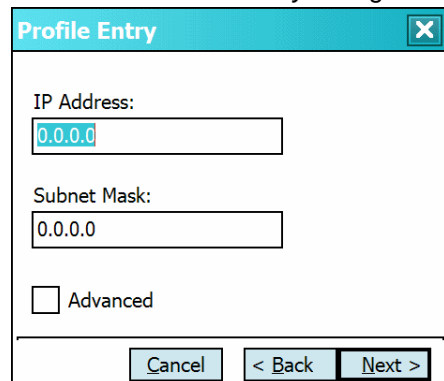 Profile Entry
IP Address:
0.0.0.0
Subnet Mask:
0.0.0.0
Advanced
Cancel < Back Next >